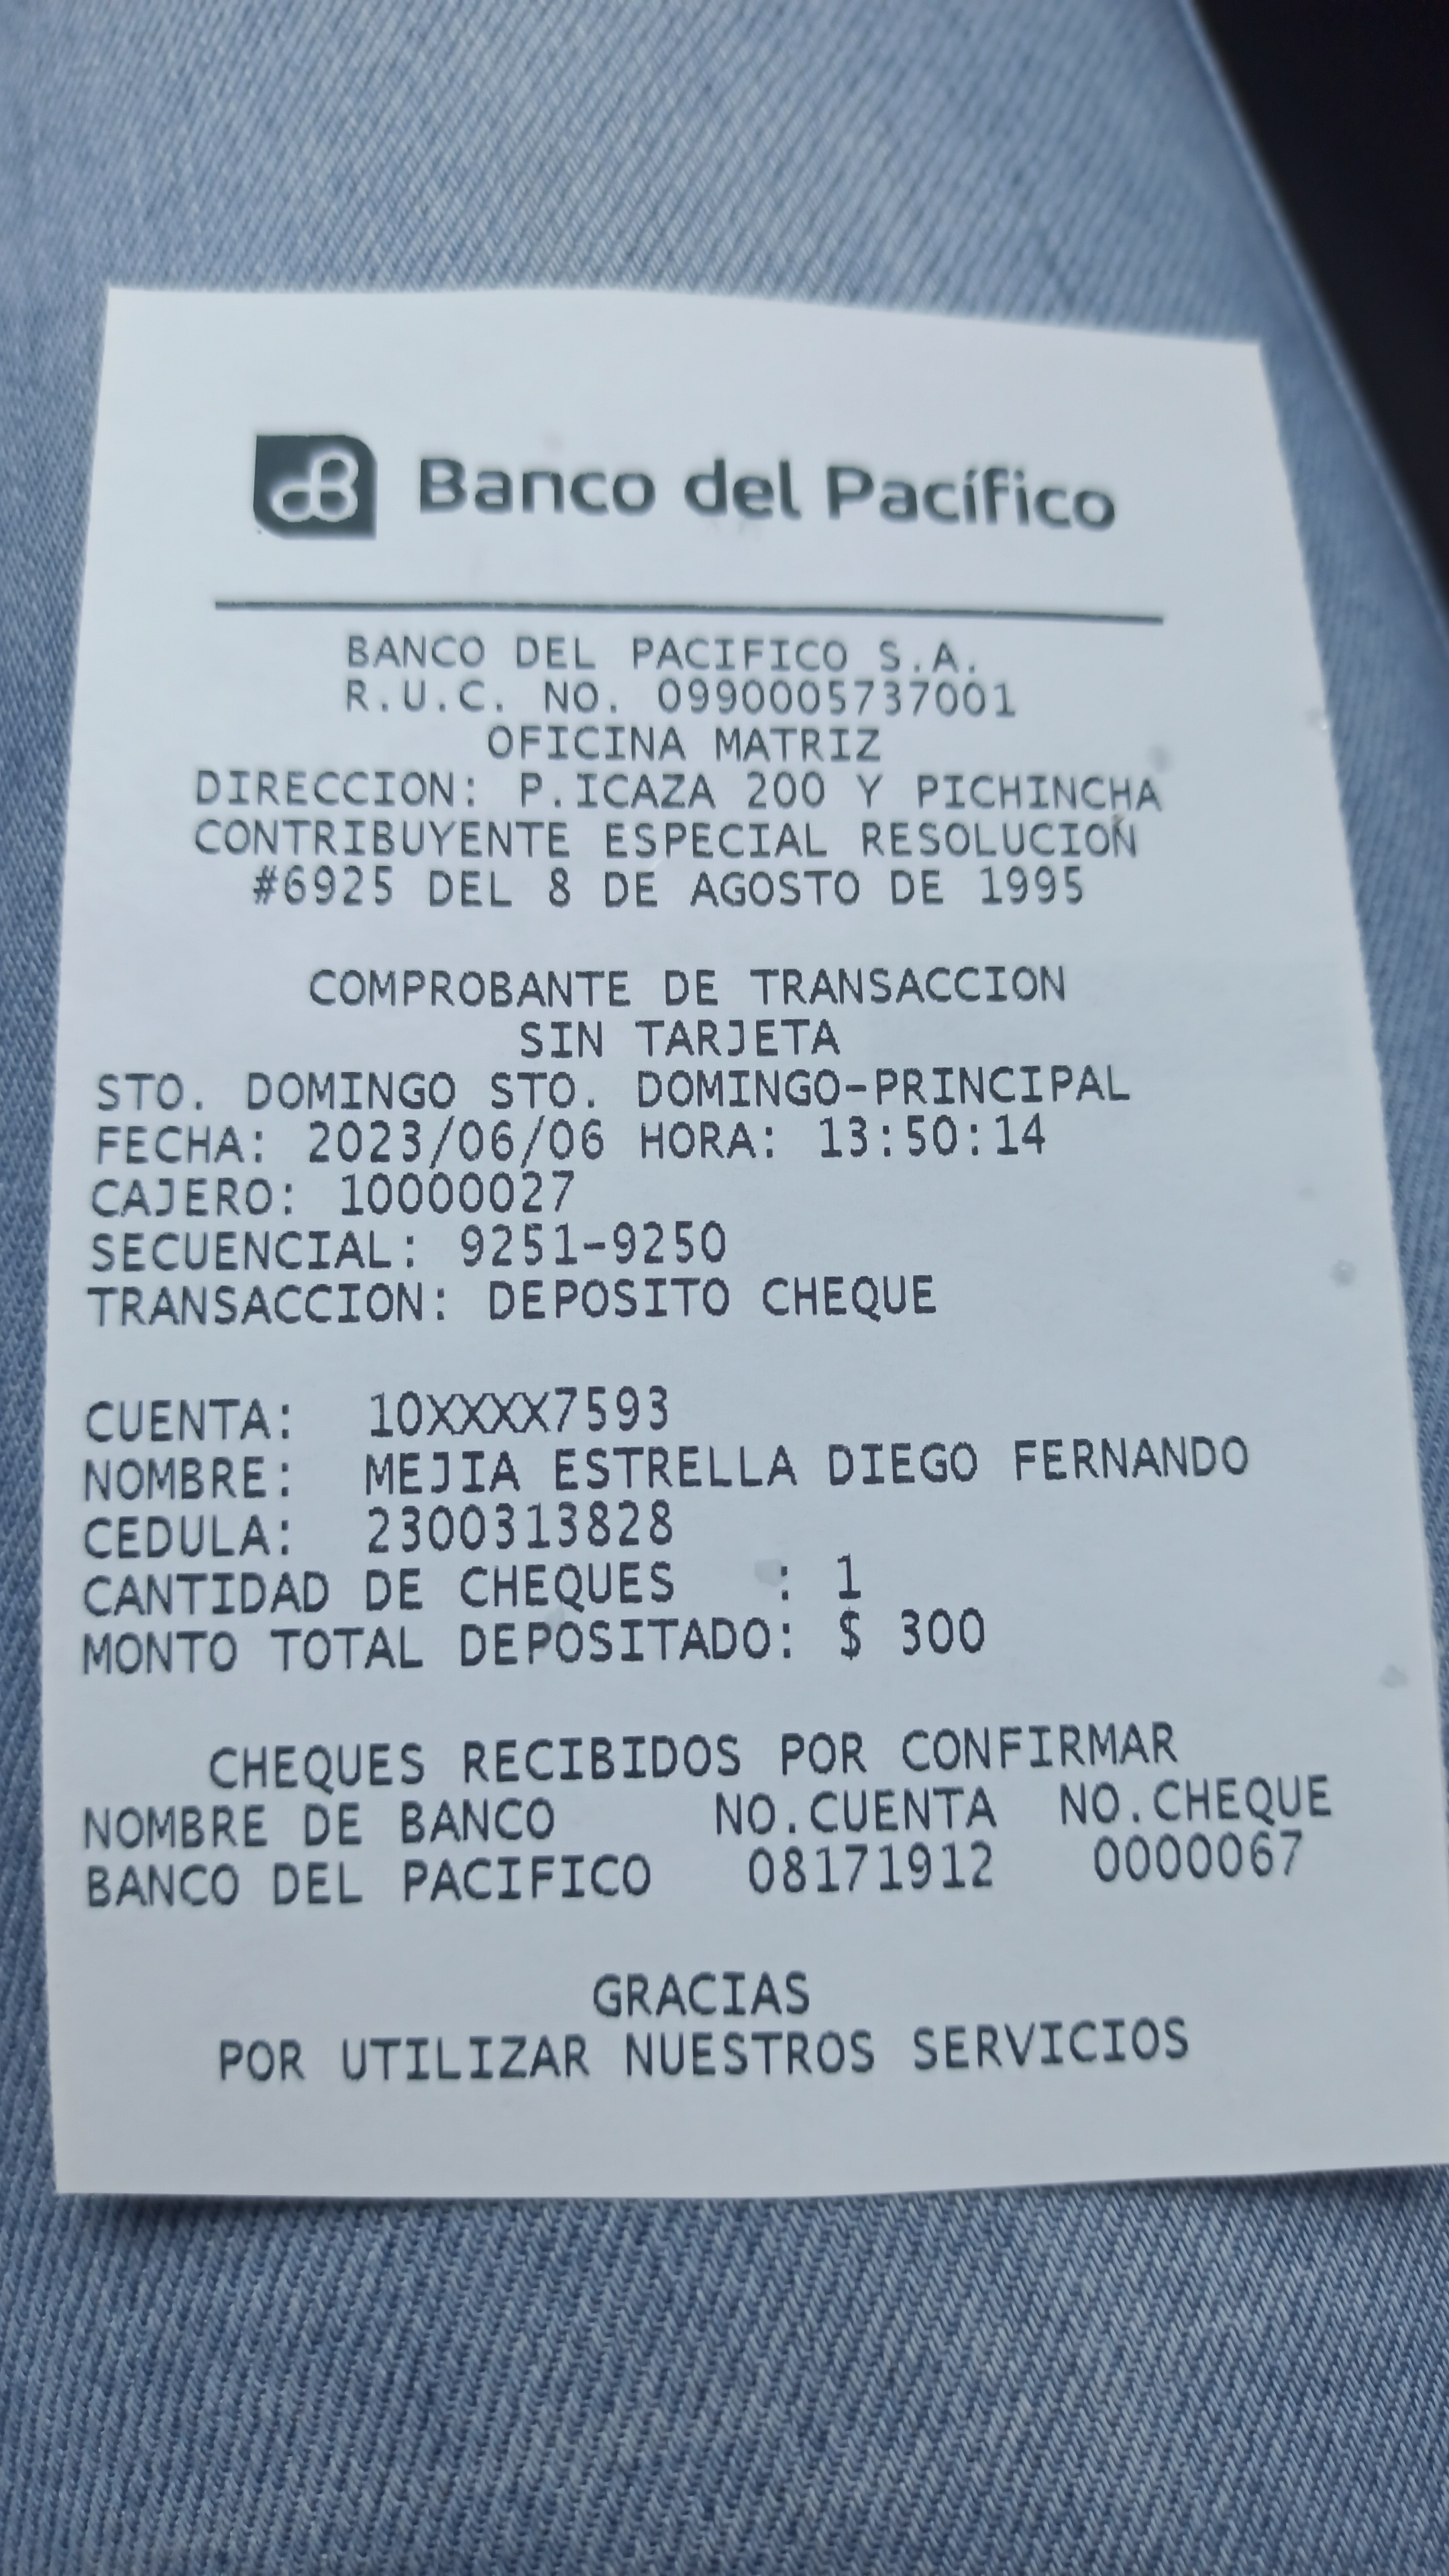 Banco del Pacífico
BANCO DEL PACIFICO S.A.
R.U.C. NO. 0990005737001
OFICINA MATRIZ
DIRECCION: P.ICAZA 200 Y PICHINCHA
CONTRIBUYENTE ESPECIAL RESOLUCION
#6925 DEL 8 DE AGOSTO DE 1995
COMPROBANTE DE TRANSACCION
SIN TARJETA
STO. DOMINGO STO. DOMINGO-PRINCIPAL
FECHA: 2023/06/06 HORA: 13:50:14
CAJERO: 10000027
SECUENCIAL: 9251-9250
TRANSACCION: DEPOSITO CHEQUE
CUENTA: 10XXXX7593
NOMBRE: MEJIA ESTRELLA DIEGO FERNANDO
CEDULA: 2300313828
CANTIDAD DE CHEQUES : 1
MONTO TOTAL DEPOSITADO: $ 300
CHEQUES RECIBIDOS POR CONFIRMAR
NOMBRE DE BANCO NO.CUENTA NO.CHEQUE
BANCO DEL PACIFICO 08171912 0000067
GRACIAS
POR UTILIZAR NUESTROS SERVICIOS